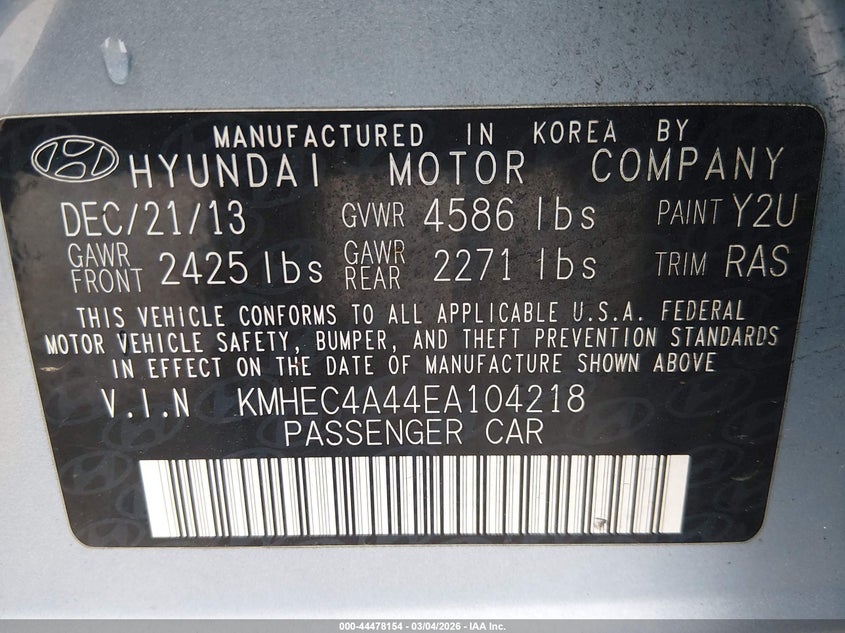 MANUFACTURED IN KOREA BY
HYUNDAI MOTOR COMPANY
DEC/21/13 GVWR 4586 lbs PAINT Y2U
GAWR FRONT 2425 lbs GAWR REAR 2271 lbs TRIM RAS
THIS VEHICLE CONFORMS TO ALL APPLICABLE U.S.A. FEDERAL
MOTOR VEHICLE SAFETY, BUMPER, AND THEFT PREVENTION STANDARDS
IN EFFECT ON THE DATE OF MANUFACTURE SHOWN ABOVE
V.I.N KMHEC4A44EA104218
PASSENGER CAR
000-44478154 - 03/04/2026 - IAA Inc.